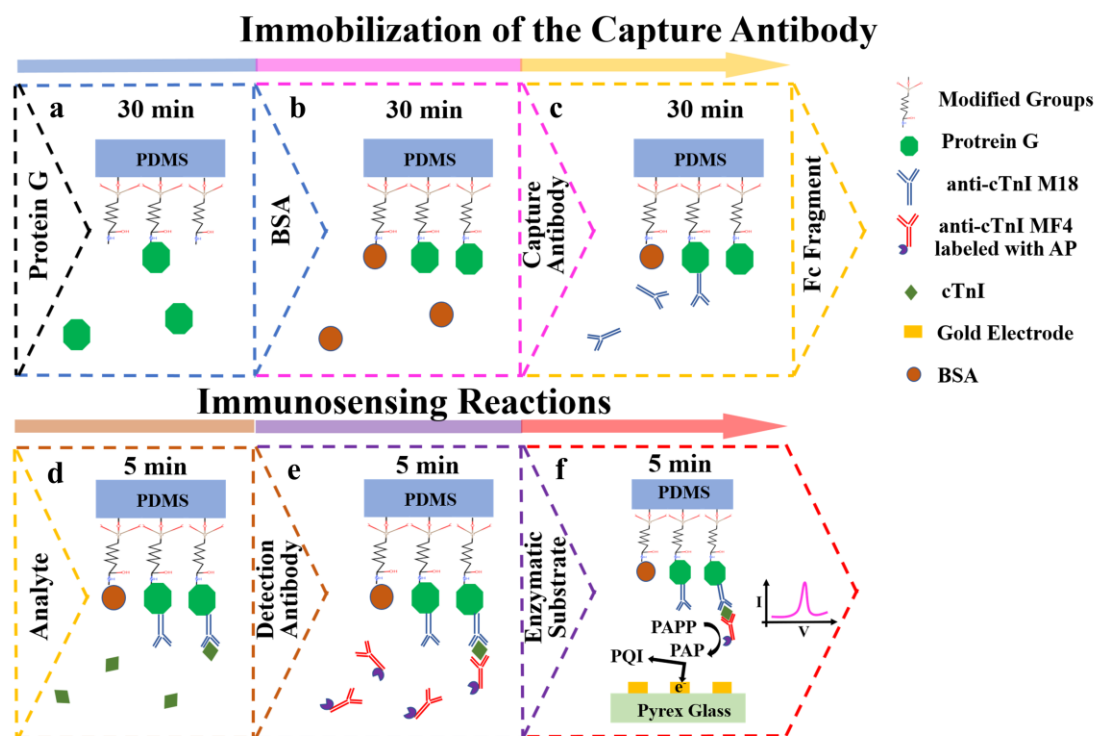 Immobilization of the Capture Antibody
a
30 min
PDMS
Protein G
b
30 min
PDMS
BSA
c
30 min
PDMS
Capture
Antibody
Fc Fragment
Modified Groups
Protrein G
anti-cTnI M18
anti-cTnI MF4
labeled with AP
cTnI
Gold Electrode
BSA
Immunosensing Reactions
d
5 min
PDMS
Analyte
e
5 min
PDMS
Detection
Antibody
f
5 min
PDMS
Enzymatic
Substrate
PAPP
PAP
PQI
e
Pyrex Glass
I
V